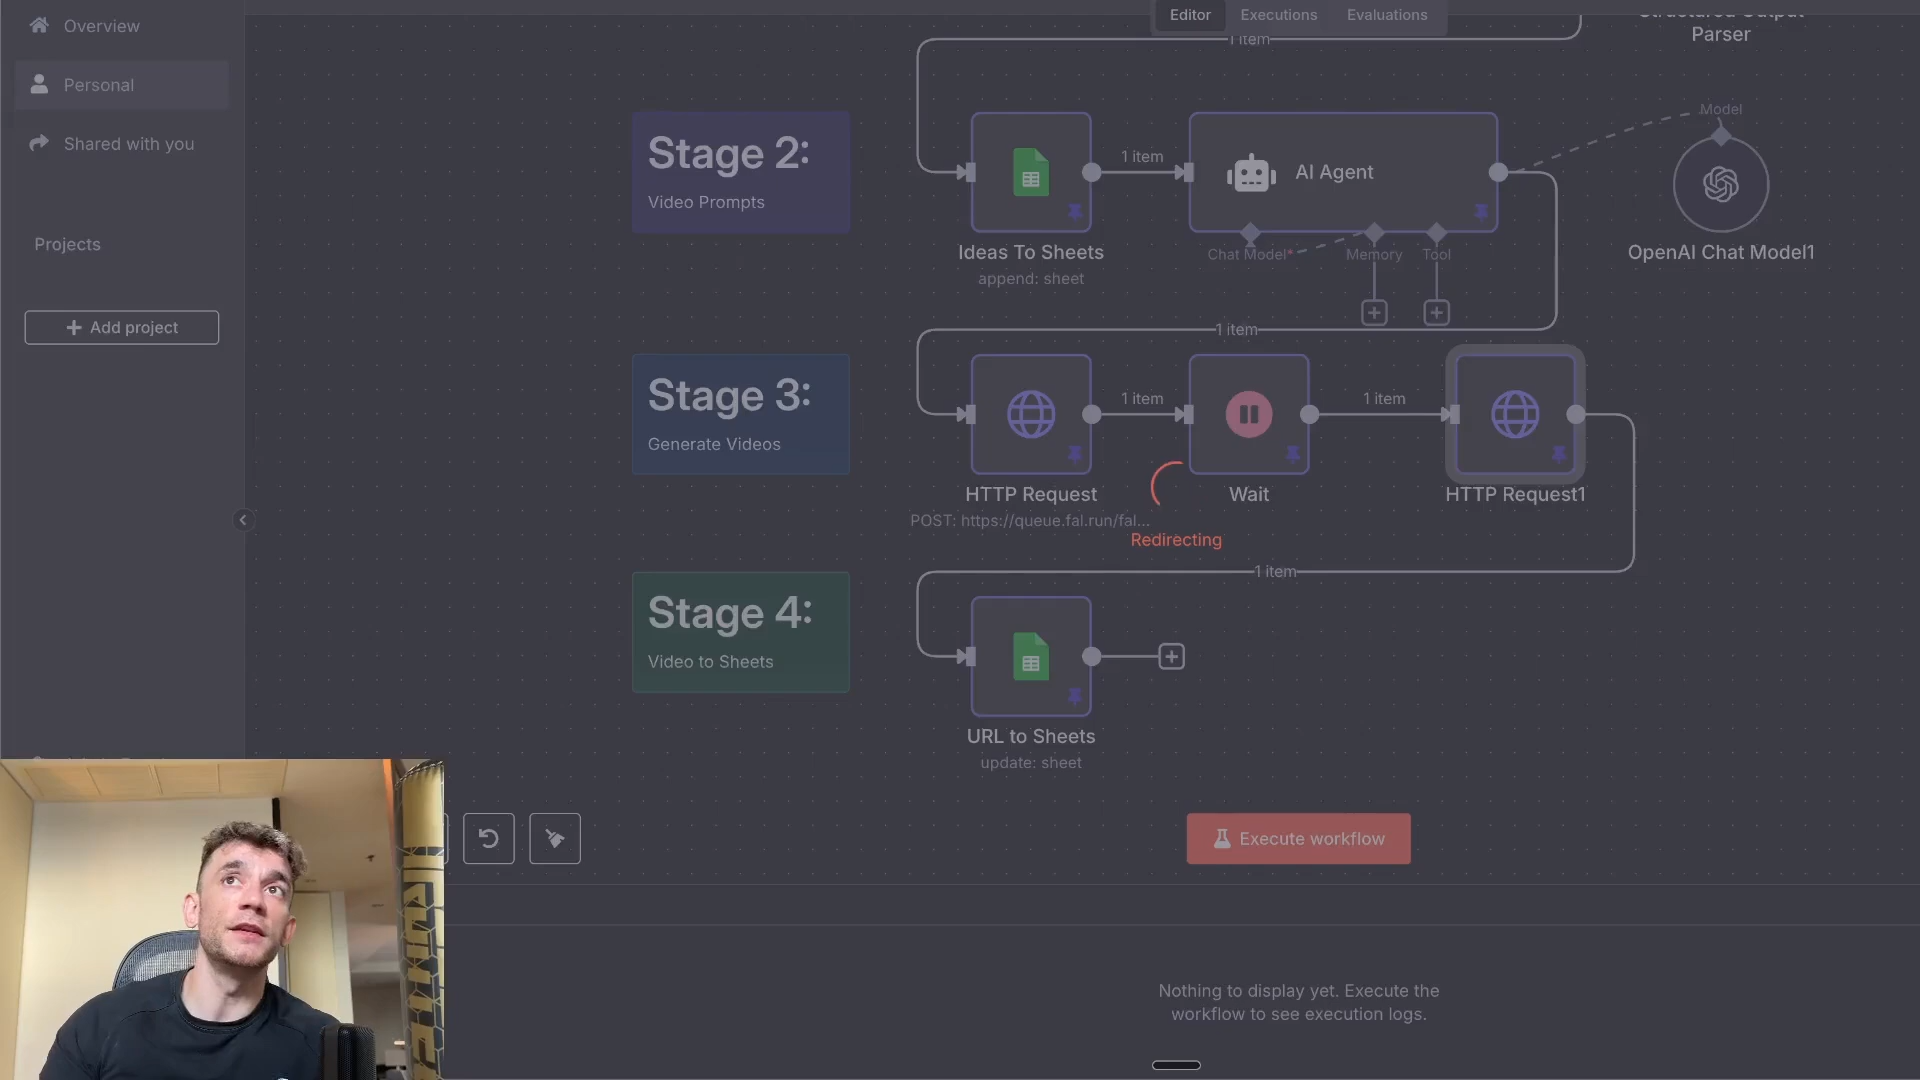 Editor
Executions
Evaluations
Overview
Personal
Shared with you
Projects
Add project
1 item
Structured Output
Parser
Stage 2:
Video Prompts
1 item
AI Agent
Model
Ideas To Sheets
append: sheet
Chat Model*
Memory
Tool
OpenAI Chat Model1
1 item
Stage 3:
Generate Videos
1 item
1 item
HTTP Request
POST: https://queue.fal.run/fal...
Wait
HTTP Request1
Redirecting
1 item
Stage 4:
Video to Sheets
URL to Sheets
update: sheet
Execute workflow
Nothing to display yet. Execute the
workflow to see execution logs.